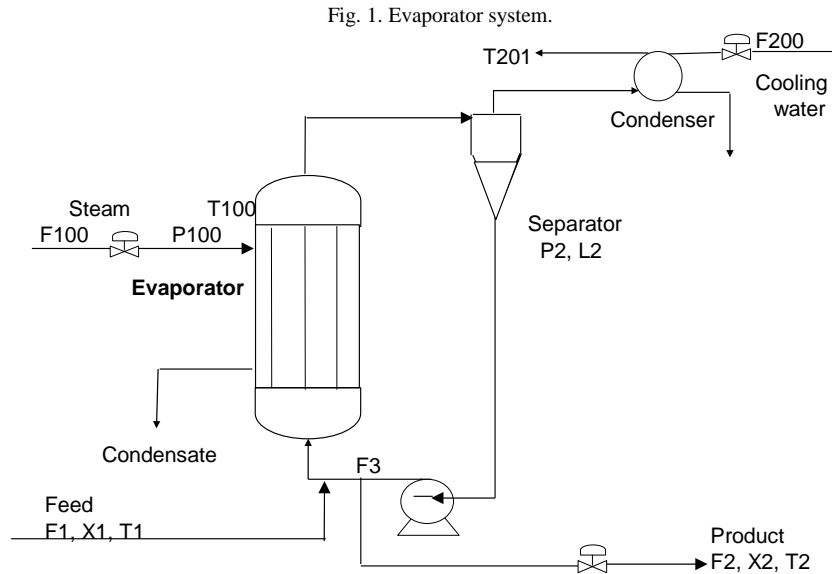 Fig. 1. Evaporator system.
T201
F200
Cooling
water
Condenser
Steam
T100
F100
P100
Separator
P2, L2
Evaporator
Condensate
F3
Feed
F1, X1, T1
Product
F2, X2, T2